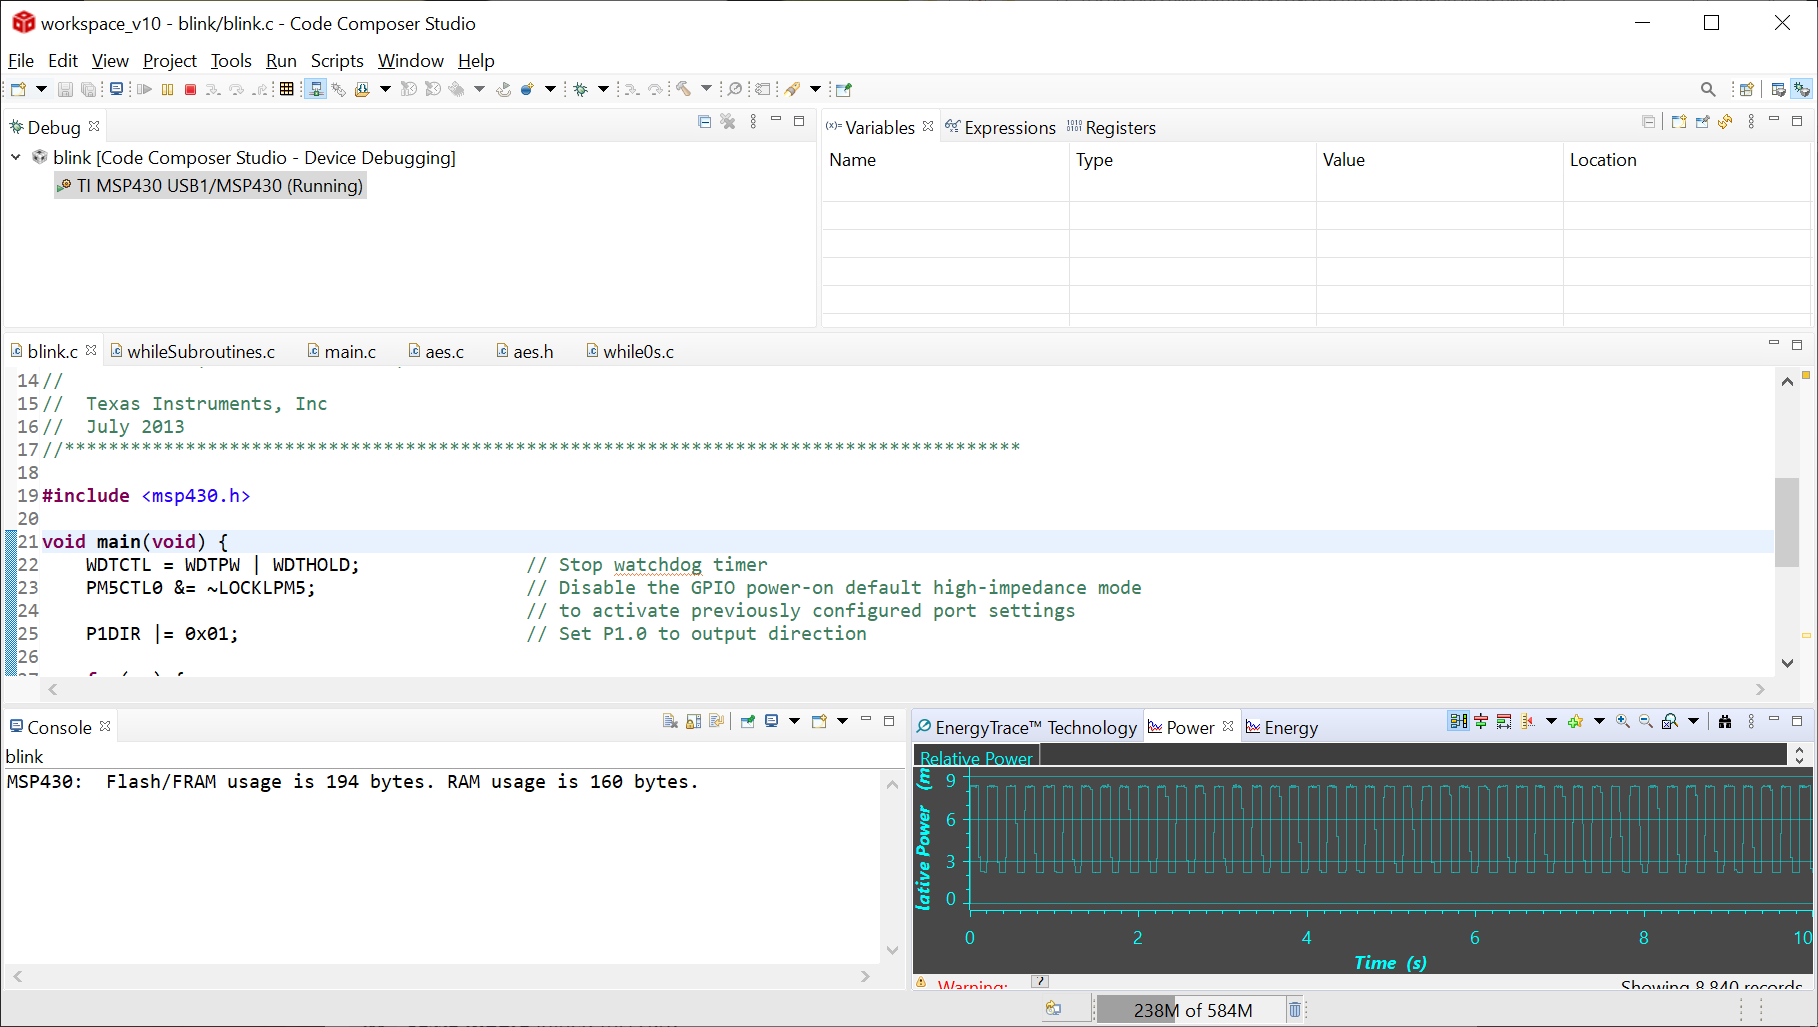 workspace_v10 - blink/blink.c - Code Composer Studio
File Edit View Project Tools Run Scripts Window Help
Debug
blink [Code Composer Studio - Device Debugging]
TI MSP430 USB1/MSP430 (Running)
(x)= Variables Expressions 1010 0101 Registers
Name Type Value Location
blink.c whileSubroutines.c main.c aes.c aes.h while0s.c
14 //
15 //  Texas Instruments, Inc
16 //  July 2013
17 //***************************************************************************************
18
19 #include <msp430.h>
20
21 void main(void) {
22     WDTCTL = WDTPW | WDTHOLD;               // Stop watchdog timer
23     PM5CTL0 &= ~LOCKLPM5;                   // Disable the GPIO power-on default high-impedance mode
24                                             // to activate previously configured port settings
25     P1DIR |= 0x01;                          // Set P1.0 to output direction
26
Console
blink
MSP430:  Flash/FRAM usage is 194 bytes. RAM usage is 160 bytes.
EnergyTrace™ Technology Power Energy
Relative Power
lative Power (m
9
6
3
0
0 2 4 6 8 10
Time (s)
Warning:
Showing 8,840 records
238M of 584M